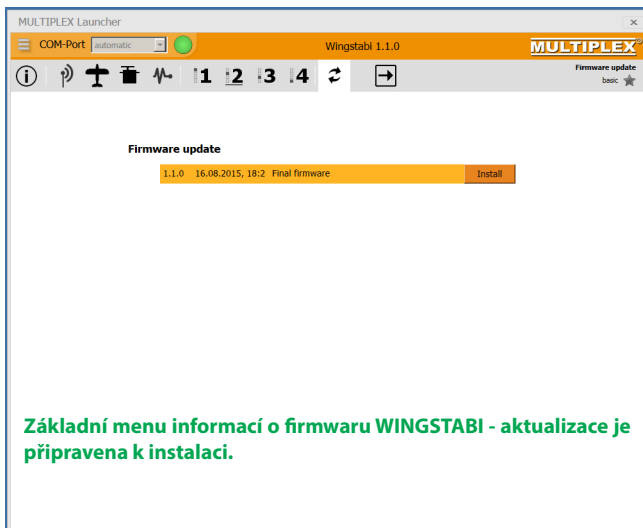 MULTIPLEX Launcher
COM-Port automatic Wingstabi 1.1.0 MULTIPLEX®
1 2 3 4 Firmware update
basic
Firmware update
1.1.0 16.08.2015, 18:2 Final firmware Install
Základní menu informací o firmwaru WINGSTABI - aktualizace je
připravena k instalaci.